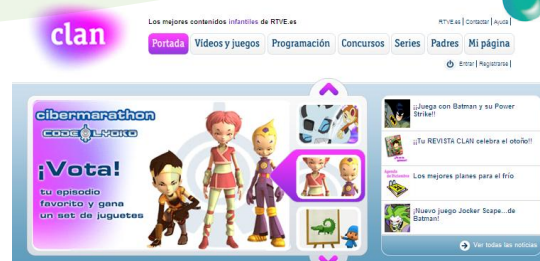 clan
Los mejores contenidos infantiles de RTVE.es
RTVE.es | Contactar | Ayuda |
Portada
Vídeos y juegos
Programación
Concursos
Series
Padres
Mi página
Entrar | Registrarse |
cibermarathon
CODE LYOKO
¡Vota!
tu episodio
favorito y gana
un set de juguetes
¡¡Juega con Batman y su Power
Strike!!
¡¡Tu REVISTA CLAN celebra el otoño!!
Los mejores planes para el frío
¡Nuevo juego Jocker Scape...de
Batman!
Ver todas las noticias